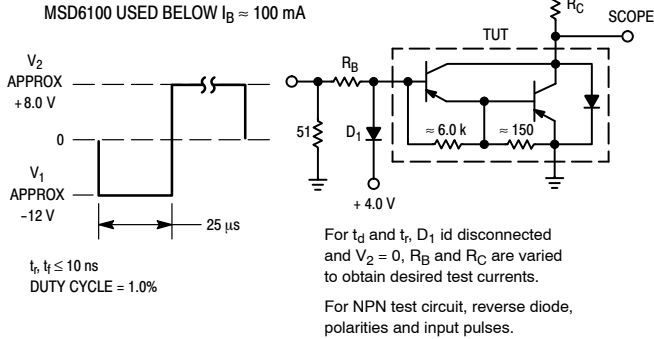 MSD6100 USED BELOW I_B ≈ 100 mA
R_C
SCOPE
TUT
V_2
APPROX
+8.0 V
R_B
0
51
D_1
≈ 6.0 k
≈ 150
V_1
APPROX
-12 V
+ 4.0 V
25 μs
t_r, t_f ≤ 10 ns
DUTY CYCLE = 1.0%
For t_d and t_r, D_1 id disconnected
and V_2 = 0, R_B and R_C are varied
to obtain desired test currents.
For NPN test circuit, reverse diode,
polarities and input pulses.